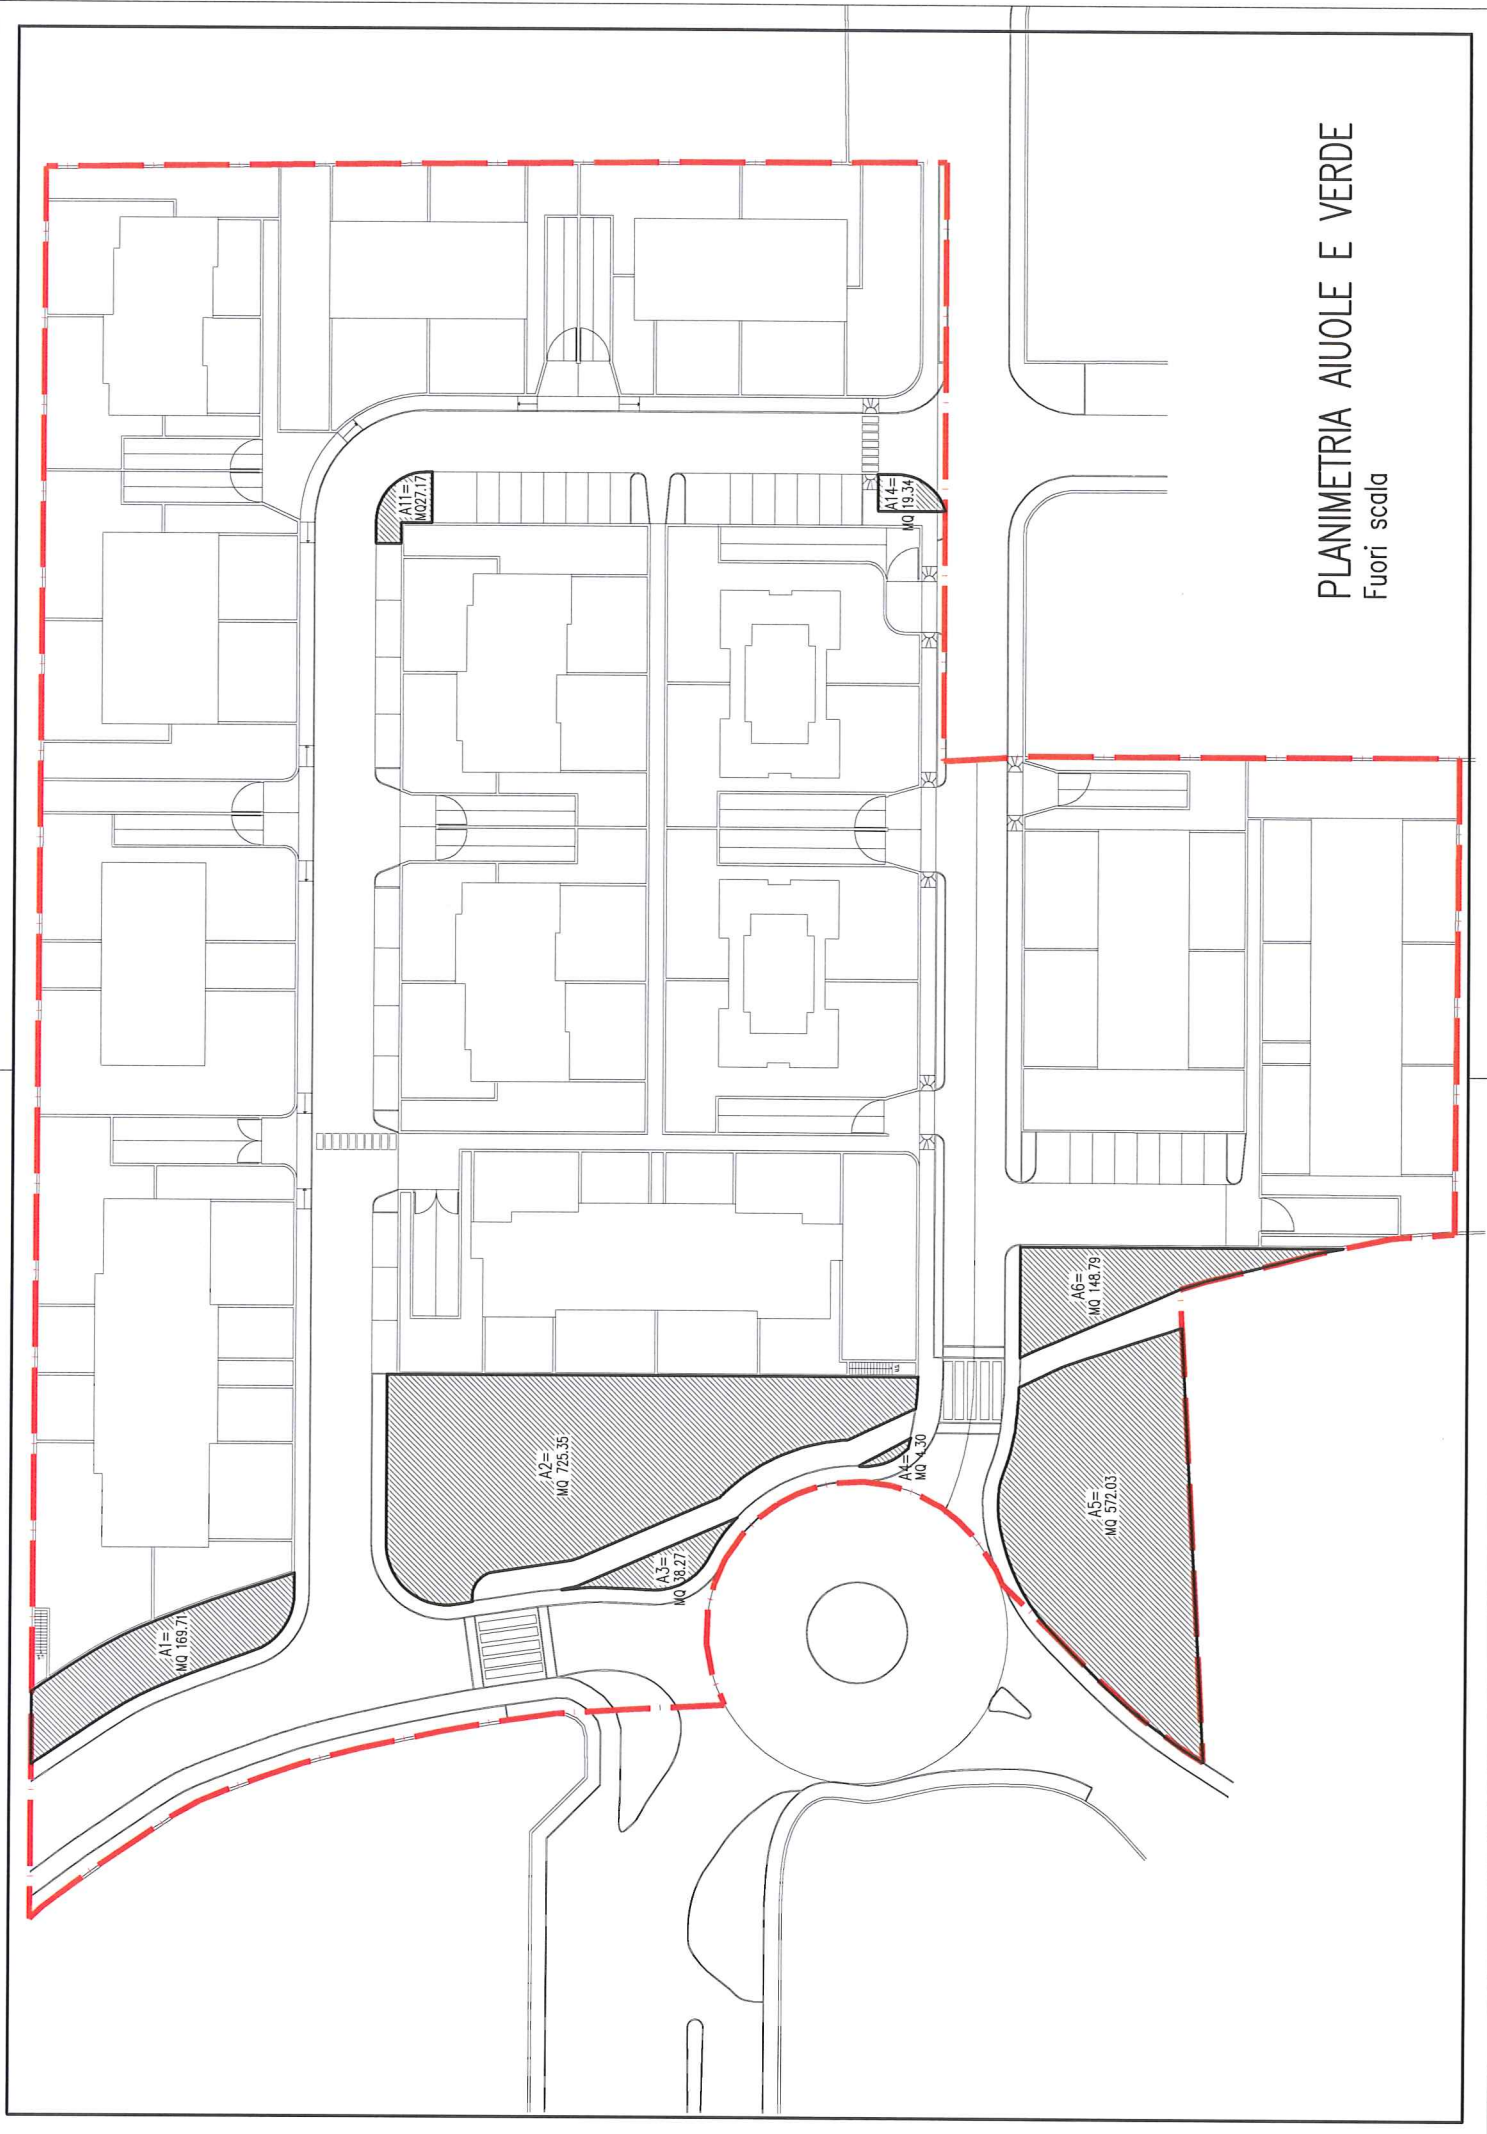 PLANIMETRIA AIUOLE E VERDE
Fuori scala
A11=
MQ27.17
A14=
MQ 19.34
A6=
MQ 148.79
A2=
MQ 725.35
A4=
MQ 4.30
A5=
MQ 572.03
A3=
MQ 38.27
A1=
MQ 169.71